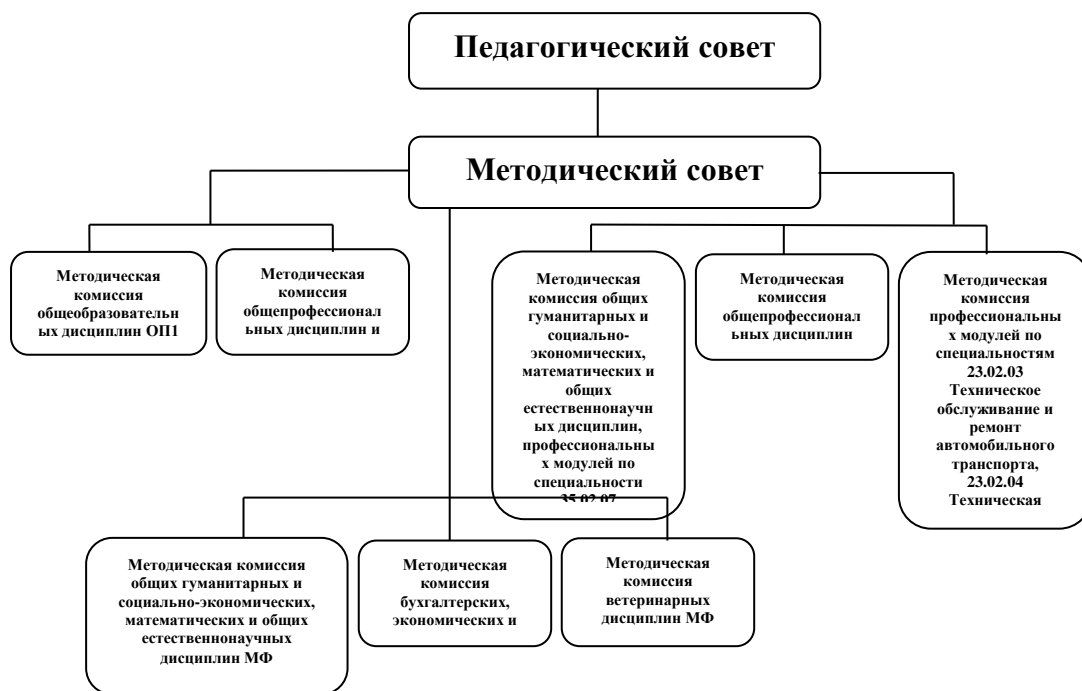 Педагогический совет
Методический совет
Методическая
комиссия
общеобразовательн
ых дисциплин ОП1
Методическая
комиссия
общепрофессионал
ьных дисциплин и
Методическая
комиссия общих
гуманитарных и
социально-
экономических,
математических и
общих
естественнонаучн
ых дисциплин,
профессиональны
х модулей по
специальности
35.02.07
Методическая
комиссия
общепрофессионал
ьных дисциплин
Методическая
комиссия
профессиональны
х модулей по
специальностям
23.02.03
Техническое
обслуживание и
ремонт
автомобильного
транспорта,
23.02.04
Техническая
Методическая комиссия
общих гуманитарных и
социально-экономических,
математических и общих
естественнонаучных
дисциплин МФ
Методическая
комиссия
бухгалтерских,
экономических и
Методическая
комиссия
ветеринарных
дисциплин МФ